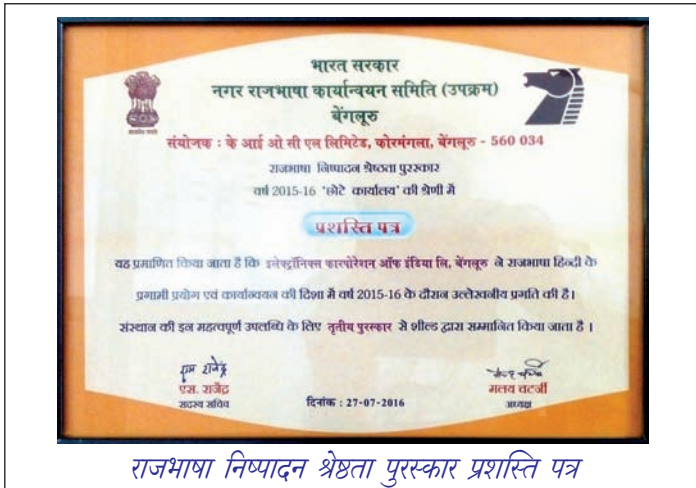 भारत सरकार
नगर राजभाषा कार्यान्वयन समिति (उपक्रम)
बेंगलूरु
संयोजक : के आई ओ सी एल लिमिटेड, कोरमंगला, बेंगलूरु - 560 034
राजभाषा निष्पादन श्रेष्ठता पुरस्कार
वर्ष 2015-16 'छोटे कार्यालय' की श्रेणी में
प्रशस्ति पत्र
यह प्रमाणित किया जाता है कि इलेक्ट्रॉनिक्स कारपोरेशन ऑफ इंडिया लि, बेंगलूरु ने राजभाषा हिन्दी के
प्रगामी प्रयोग एवं कार्यान्वयन की दिशा में वर्ष 2015-16 के दौरान उल्लेखनीय प्रगति की है।
संस्थान की इन महत्वपूर्ण उपलब्धि के लिए तृतीय पुरस्कार से शील्ड द्वारा सम्मानित किया जाता है ।
एस. राजेंद्र
सदस्य सचिव
दिनांक : 27-07-2016
मलय चटर्जी
अध्यक्ष
राजभाषा निष्पादन श्रेष्ठता पुरस्कार प्रशस्ति पत्र